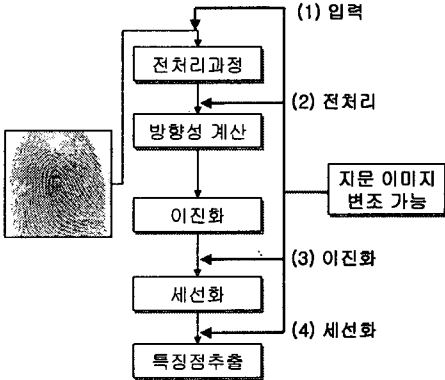 (1) 입력
전처리과정
(2) 전처리
방향성 계산
지문 이미지
변조 가능
이진화
(3) 이진화
세선화
(4) 세선화
특징점추출